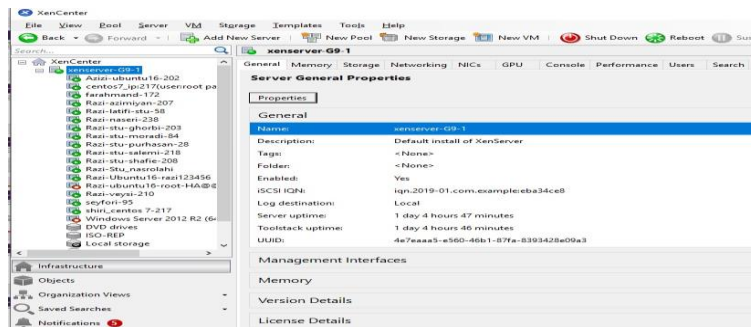 XenCenter
File View Pool Server VM Storage Templates Tools Help
Back Forward Add New Server New Pool New Storage New VM Shut Down Reboot
Search...
xenserver-G9-1
XenCenter
xenserver-G9-1
Azizi-ubuntu16-202
centos7_ip:217(userroot pa
farahmand-172
Razi-azimiyan-207
Razi-latifi-stu-58
Razi-naseri-238
Razi-stu-ghorbi-203
Razi-stu-moradi-84
Razi-stu-purhasan-28
Razi-stu-salemi-218
Razi-stu-shafie-208
Razi-Stu_nasrolahi
Razi-Ubuntu16-razi123456
Razi-ubuntu16-root-HA@
Razi-veysi-210
seyfori-95
shiri_centos 7-217
Windows Server 2012 R2 (6
DVD drives
ISO-REP
Local storage
Infrastructure
Objects
Organization Views
Saved Searches
Notifications 5
General Memory Storage Networking NICs GPU Console Performance Users Search
Server General Properties
Properties
General
Name: xenserver-G9-1
Description: Default install of XenServer
Tags: <None>
Folder: <None>
Enabled: Yes
iSCSI IQN: iqn.2019-01.com.example:eba34ce8
Log destination: Local
Server uptime: 1 day 4 hours 47 minutes
Toolstack uptime: 1 day 4 hours 46 minutes
UUID: 4e7eaaa5-e560-46b1-87fa-8393428e09a3
Management Interfaces
Memory
Version Details
License Details